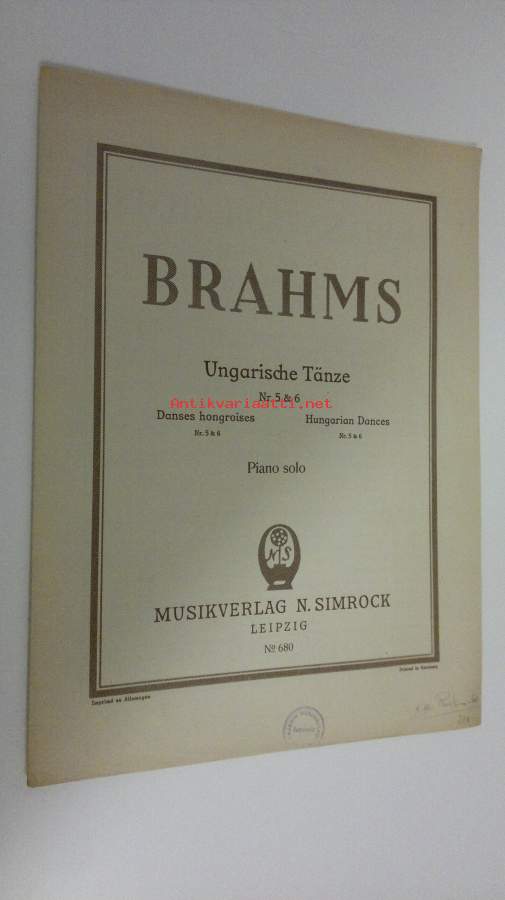 BRAHMS
Ungarische Tänze
Nr. 5 & 6
Antikvariaatti.net
Danses hongroises
Nr. 5 & 6
Hungarian Dances
Nr. 5 & 6
Piano solo
N S
MUSIKVERLAG N. SIMROCK
LEIPZIG
No 680
Imprimé en Allemagne
Printed in Germany